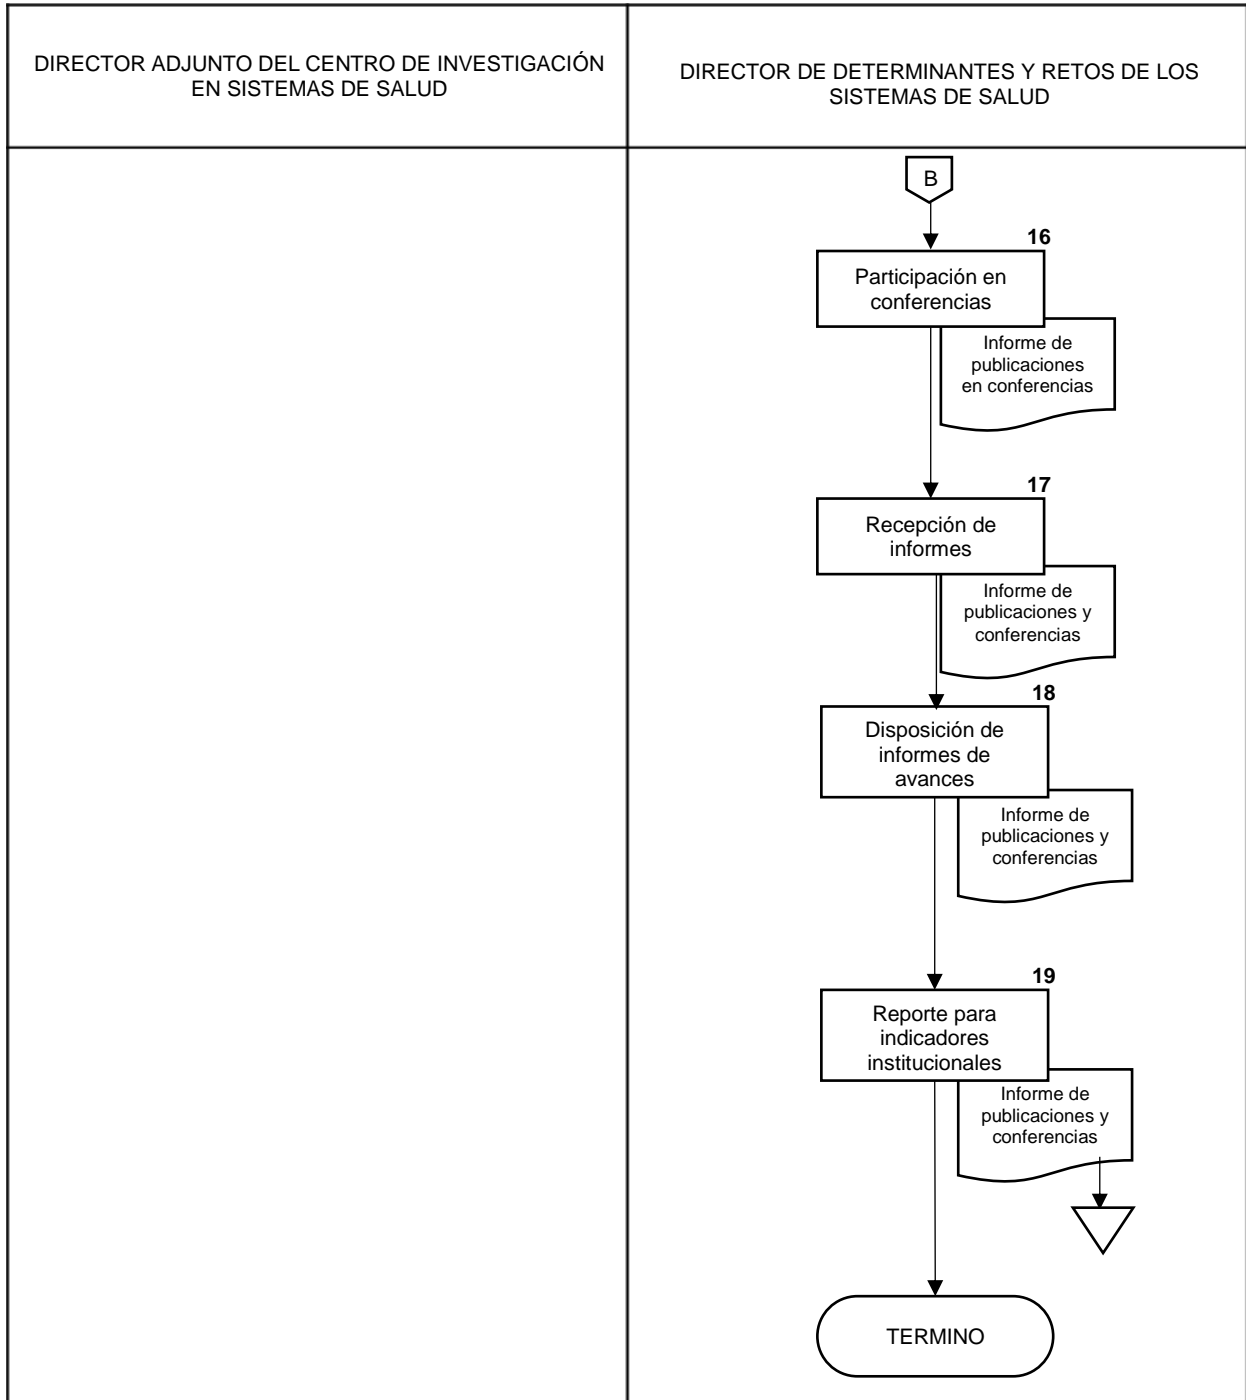 DIRECTOR ADJUNTO DEL CENTRO DE INVESTIGACIÓN
EN SISTEMAS DE SALUD
DIRECTOR DE DETERMINANTES Y RETOS DE LOS
SISTEMAS DE SALUD
B
16
Participación en
conferencias
Informe de
publicaciones
en conferencias
17
Recepción de
informes
Informe de
publicaciones y
conferencias
18
Disposición de
informes de
avances
Informe de
publicaciones y
conferencias
19
Reporte para
indicadores
institucionales
Informe de
publicaciones y
conferencias
TERMINO